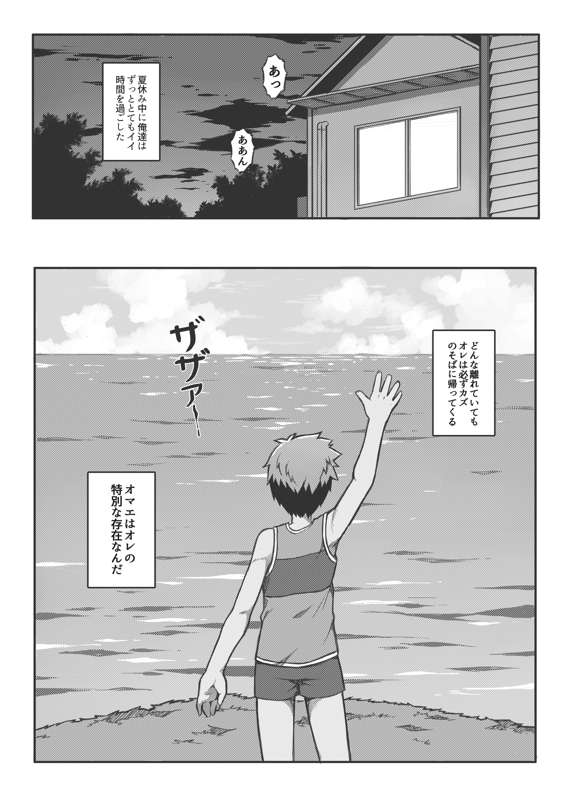 あっ
夏休み中に俺達は
ずっととてもイイ
時間を過ごした
ああん
どんな離れていても
オレは必ずカズ
のそばに帰ってくる
ザザァー
オマエはオレの
特別な存在なんだ